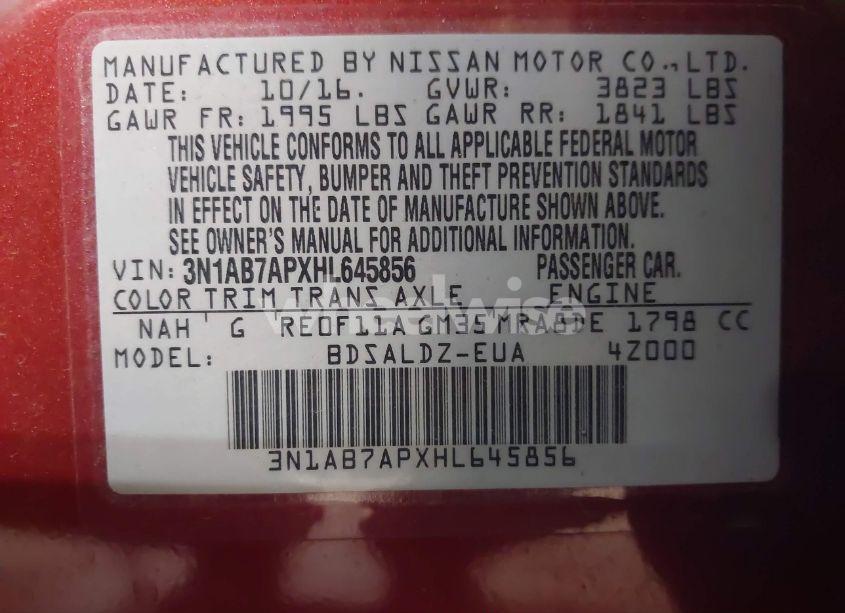 MANUFACTURED BY NISSAN MOTOR CO.,LTD.
DATE: 10/16. GVWR: 3823 LBS
GAWR FR: 1995 LBS GAWR RR: 1841 LBS
THIS VEHICLE CONFORMS TO ALL APPLICABLE FEDERAL MOTOR
VEHICLE SAFETY, BUMPER AND THEFT PREVENTION STANDARDS
IN EFFECT ON THE DATE OF MANUFACTURE SHOWN ABOVE.
SEE OWNER'S MANUAL FOR ADDITIONAL INFORMATION.
VIN: 3N1AB7APXHL645856 PASSENGER CAR.
COLOR TRIM TRANS AXLE ENGINE
wheelwise
NAH G RE0F11A GM35 MRA8DE 1798 CC
MODEL: BDSALDZ-EUA 4Z000
3N1AB7APXHL645856